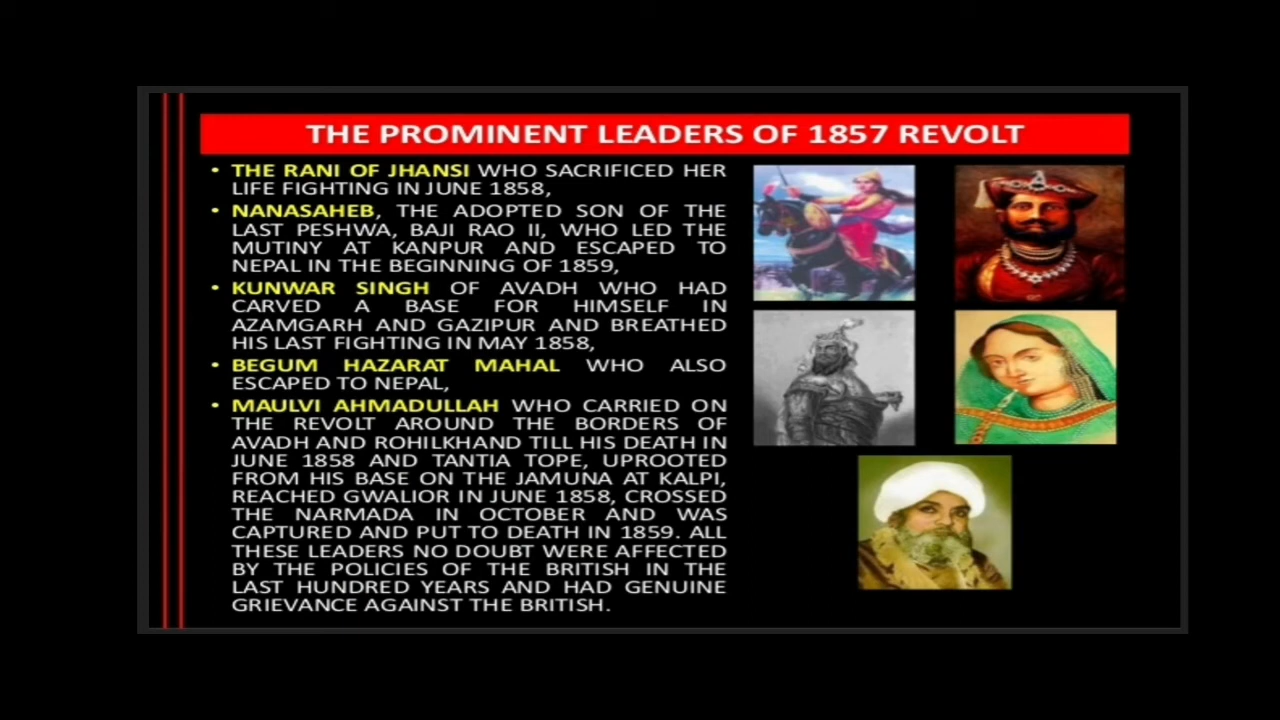 THE PROMINENT LEADERS OF 1857 REVOLT
• THE RANI OF JHANSI WHO SACRIFICED HER
LIFE FIGHTING IN JUNE 1858,
• NANASAHEB, THE ADOPTED SON OF THE
LAST PESHWA, BAJI RAO II, WHO LED THE
MUTINY AT KANPUR AND ESCAPED TO
NEPAL IN THE BEGINNING OF 1859,
• KUNWAR SINGH OF AVADH WHO HAD
CARVED A BASE FOR HIMSELF IN
AZAMGARH AND GAZIPUR AND BREATHED
HIS LAST FIGHTING IN MAY 1858,
• BEGUM HAZARAT MAHAL WHO ALSO
ESCAPED TO NEPAL,
• MAULVI AHMADULLAH WHO CARRIED ON
THE REVOLT AROUND THE BORDERS OF
AVADH AND ROHILKHAND TILL HIS DEATH IN
JUNE 1858 AND TANTIA TOPE, UPROOTED
FROM HIS BASE ON THE JAMUNA AT KALPI,
REACHED GWALIOR IN JUNE 1858, CROSSED
THE NARMADA IN OCTOBER AND WAS
CAPTURED AND PUT TO DEATH IN 1859. ALL
THESE LEADERS NO DOUBT WERE AFFECTED
BY THE POLICIES OF THE BRITISH IN THE
LAST HUNDRED YEARS AND HAD GENUINE
GRIEVANCE AGAINST THE BRITISH.